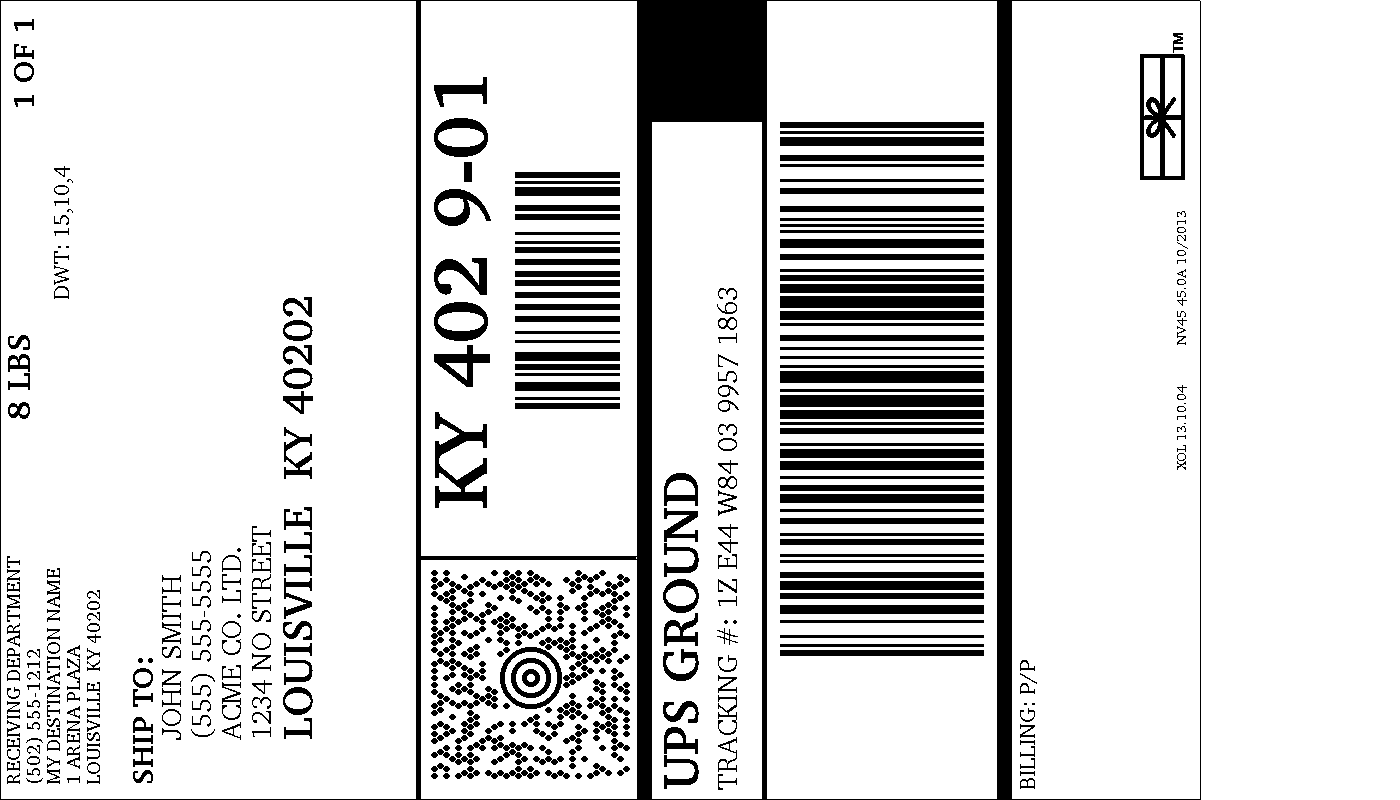 RECEIVING DEPARTMENT
(502) 555-1212
MY DESTINATION NAME
1 ARENA PLAZA
LOUISVILLE KY 40202
8 LBS
1 OF 1
DWT: 15,10,4
SHIP TO:
JOHN SMITH
(555) 555-5555
ACME CO. LTD.
1234 NO STREET
LOUISVILLE KY 40202
KY 402 9-01
UPS GROUND
TRACKING #: 1Z E44 W84 03 9957 1863
BILLING: P/P
XOL 13.10.04 NV45 45.0A 10/2013
TM